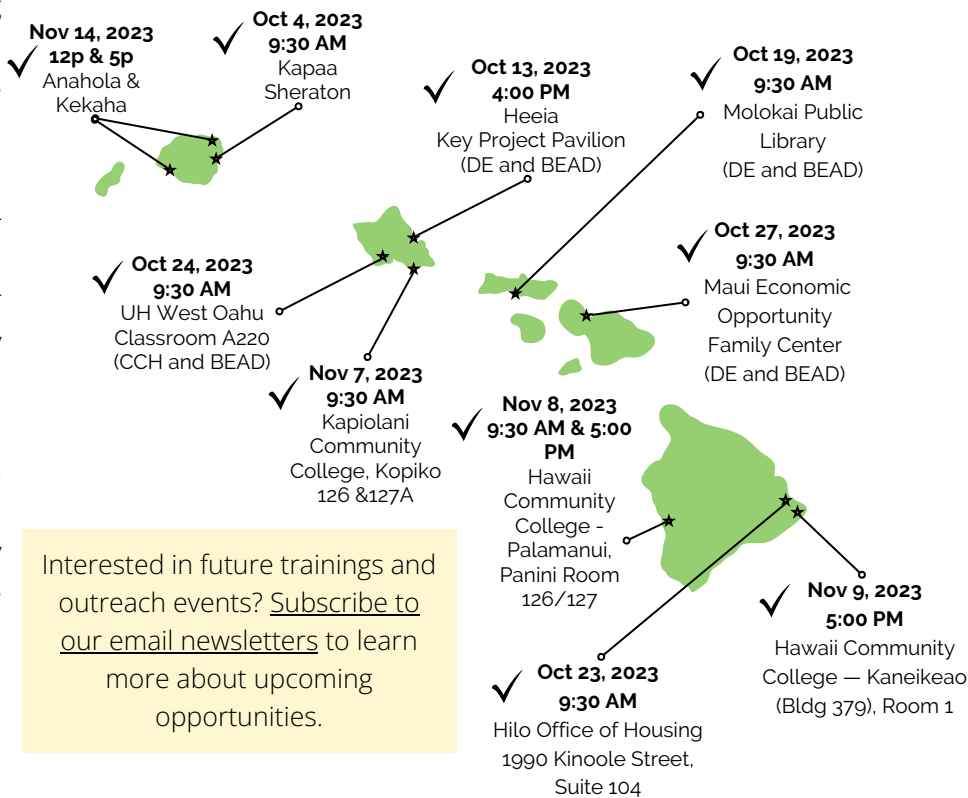 Nov 14, 2023
12p & 5p
Anahola &
Kekaha
Oct 4, 2023
9:30 AM
Kapaa
Sheraton
Oct 13, 2023
4:00 PM
Heeia
Key Project Pavilion
(DE and BEAD)
Oct 19, 2023
9:30 AM
Molokai Public
Library
(DE and BEAD)
Oct 24, 2023
9:30 AM
UH West Oahu
Classroom A220
(CCH and BEAD)
Oct 27, 2023
9:30 AM
Maui Economic
Opportunity
Family Center
(DE and BEAD)
Nov 7, 2023
9:30 AM
Kapiolani
Community
College, Kopiko
126 &127A
Nov 8, 2023
9:30 AM & 5:00
PM
Hawaii
Community
College -
Palamanui,
Panini Room
126/127
Interested in future trainings and
outreach events? Subscribe to
our email newsletters to learn
more about upcoming
opportunities.
Oct 23, 2023
9:30 AM
Hilo Office of Housing
1990 Kinoole Street,
Suite 104
Nov 9, 2023
5:00 PM
Hawaii Community
College — Kaneikeao
(Bldg 379), Room 1